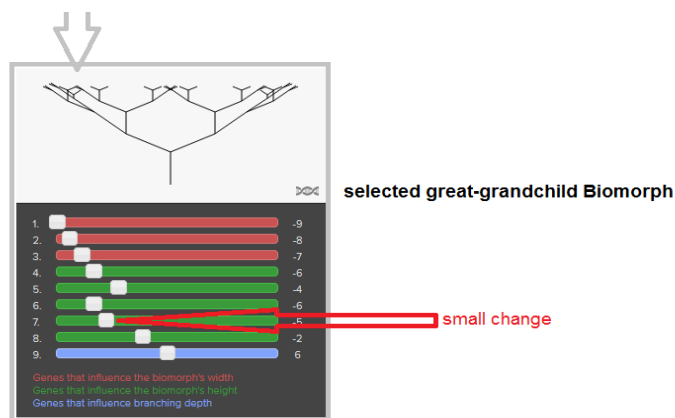 selected great-grandchild Biomorph
1. -9
2. -8
3. -7
4. -6
5. -4
6. -6
7. -5
small change
8. -2
9. 6
Genes that influence the biomorph's width
Genes that influence the biomorph's height
Genes that influence branching depth